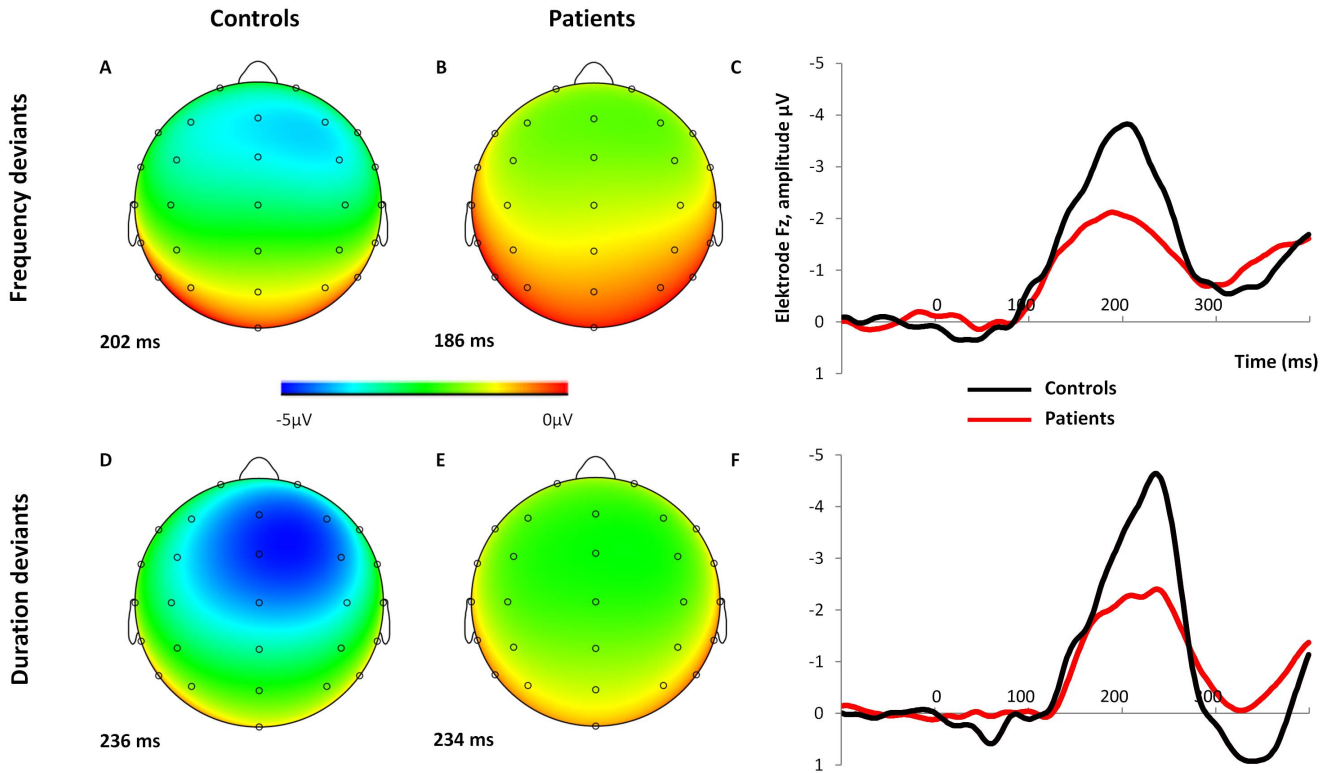 Controls
Patients
Frequency deviants
A
B
C
202 ms
186 ms
Elektrode Fz, amplitude µV
-5
-4
-3
-2
-1
0
1
0
100
200
300
Time (ms)
-5µV
0µV
Controls
Patients
Duration deviants
D
E
F
236 ms
234 ms
-5
-4
-3
-2
-1
0
1
0
100
200
300